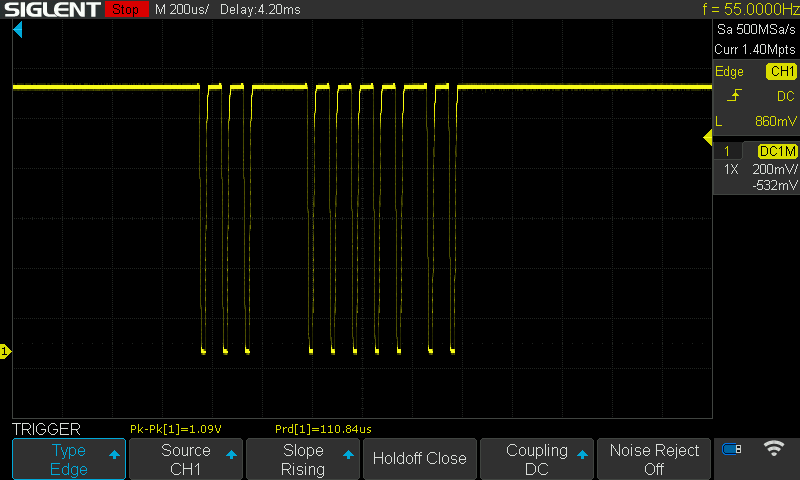 SIGLENT Stop M 200us/ Delay:4.20ms f = 55.0000Hz
Sa 500MSa/s
Curr 1.40Mpts
Edge CH1
DC
L 860mV
1 DC1M
1X 200mV/
-532mV
1
TRIGGER Pk-Pk[1]=1.09V Prd[1]=110.84us
Type Source Slope Holdoff Close Coupling Noise Reject
Edge CH1 Rising DC Off